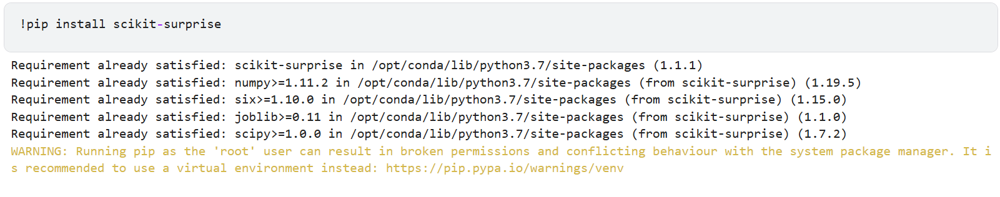 !pip install scikit-surprise
Requirement already satisfied: scikit-surprise in /opt/conda/lib/python3.7/site-packages (1.1.1)
Requirement already satisfied: numpy>=1.11.2 in /opt/conda/lib/python3.7/site-packages (from scikit-surprise) (1.19.5)
Requirement already satisfied: six>=1.10.0 in /opt/conda/lib/python3.7/site-packages (from scikit-surprise) (1.15.0)
Requirement already satisfied: joblib>=0.11 in /opt/conda/lib/python3.7/site-packages (from scikit-surprise) (1.1.0)
Requirement already satisfied: scipy>=1.0.0 in /opt/conda/lib/python3.7/site-packages (from scikit-surprise) (1.7.2)
WARNING: Running pip as the 'root' user can result in broken permissions and conflicting behaviour with the system package manager. It i
s recommended to use a virtual environment instead: https://pip.pypa.io/warnings/venv